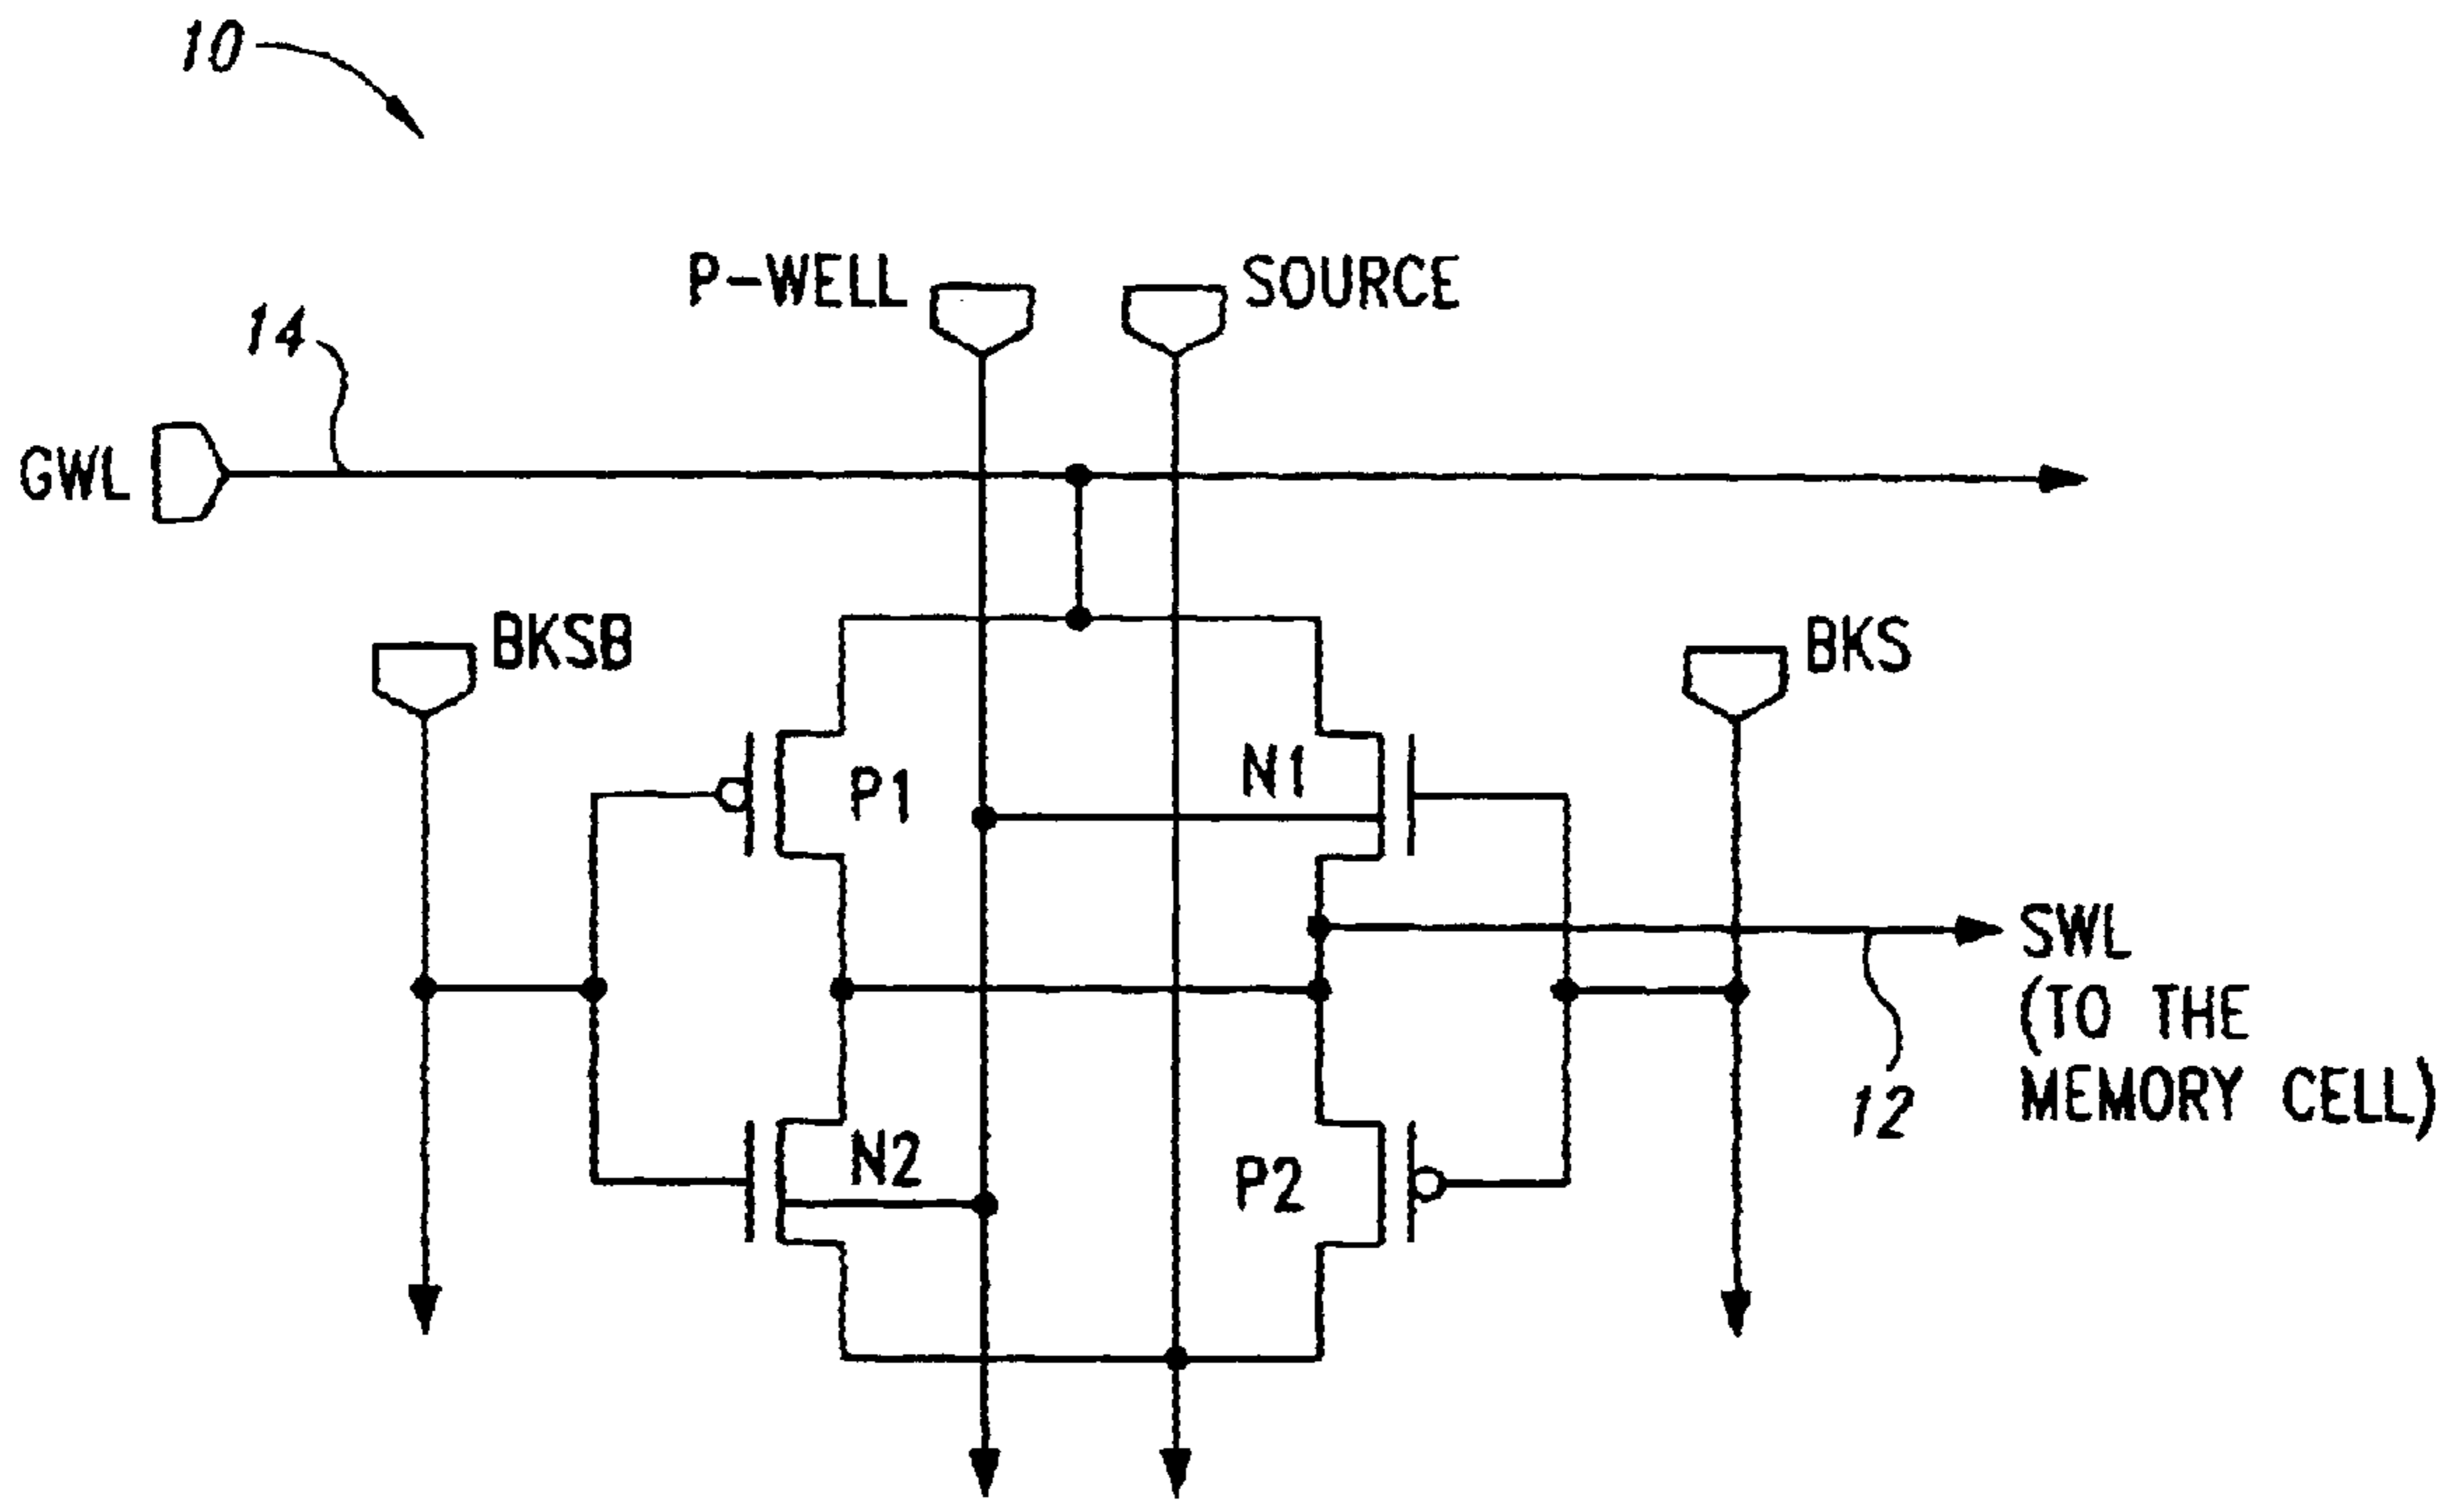 10
P-WELL
SOURCE
14
GWL
BKSB
BKS
P1
N1
SWL
(TO THE
MEMORY CELL)
12
N2
P2